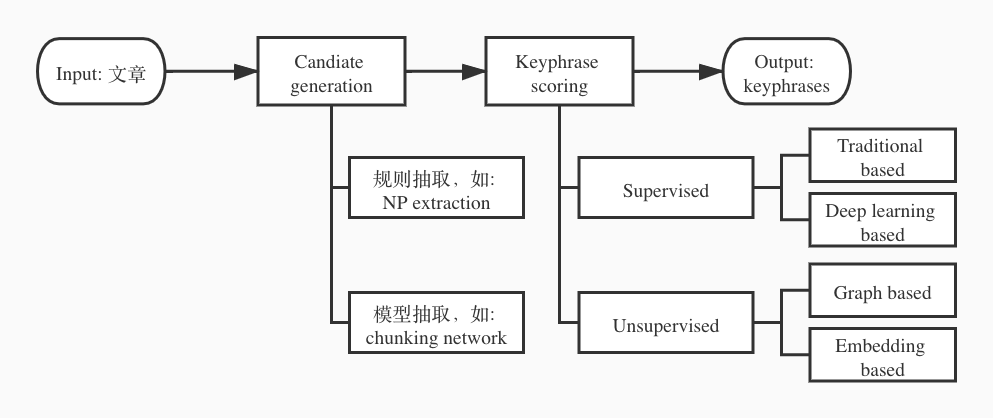 Input: 文章
Candiate
generation
Keyphrase
scoring
Output:
keyphrases
规则抽取，如：
NP extraction
模型抽取，如：
chunking network
Supervised
Traditional
based
Deep learning
based
Unsupervised
Graph based
Embedding
based